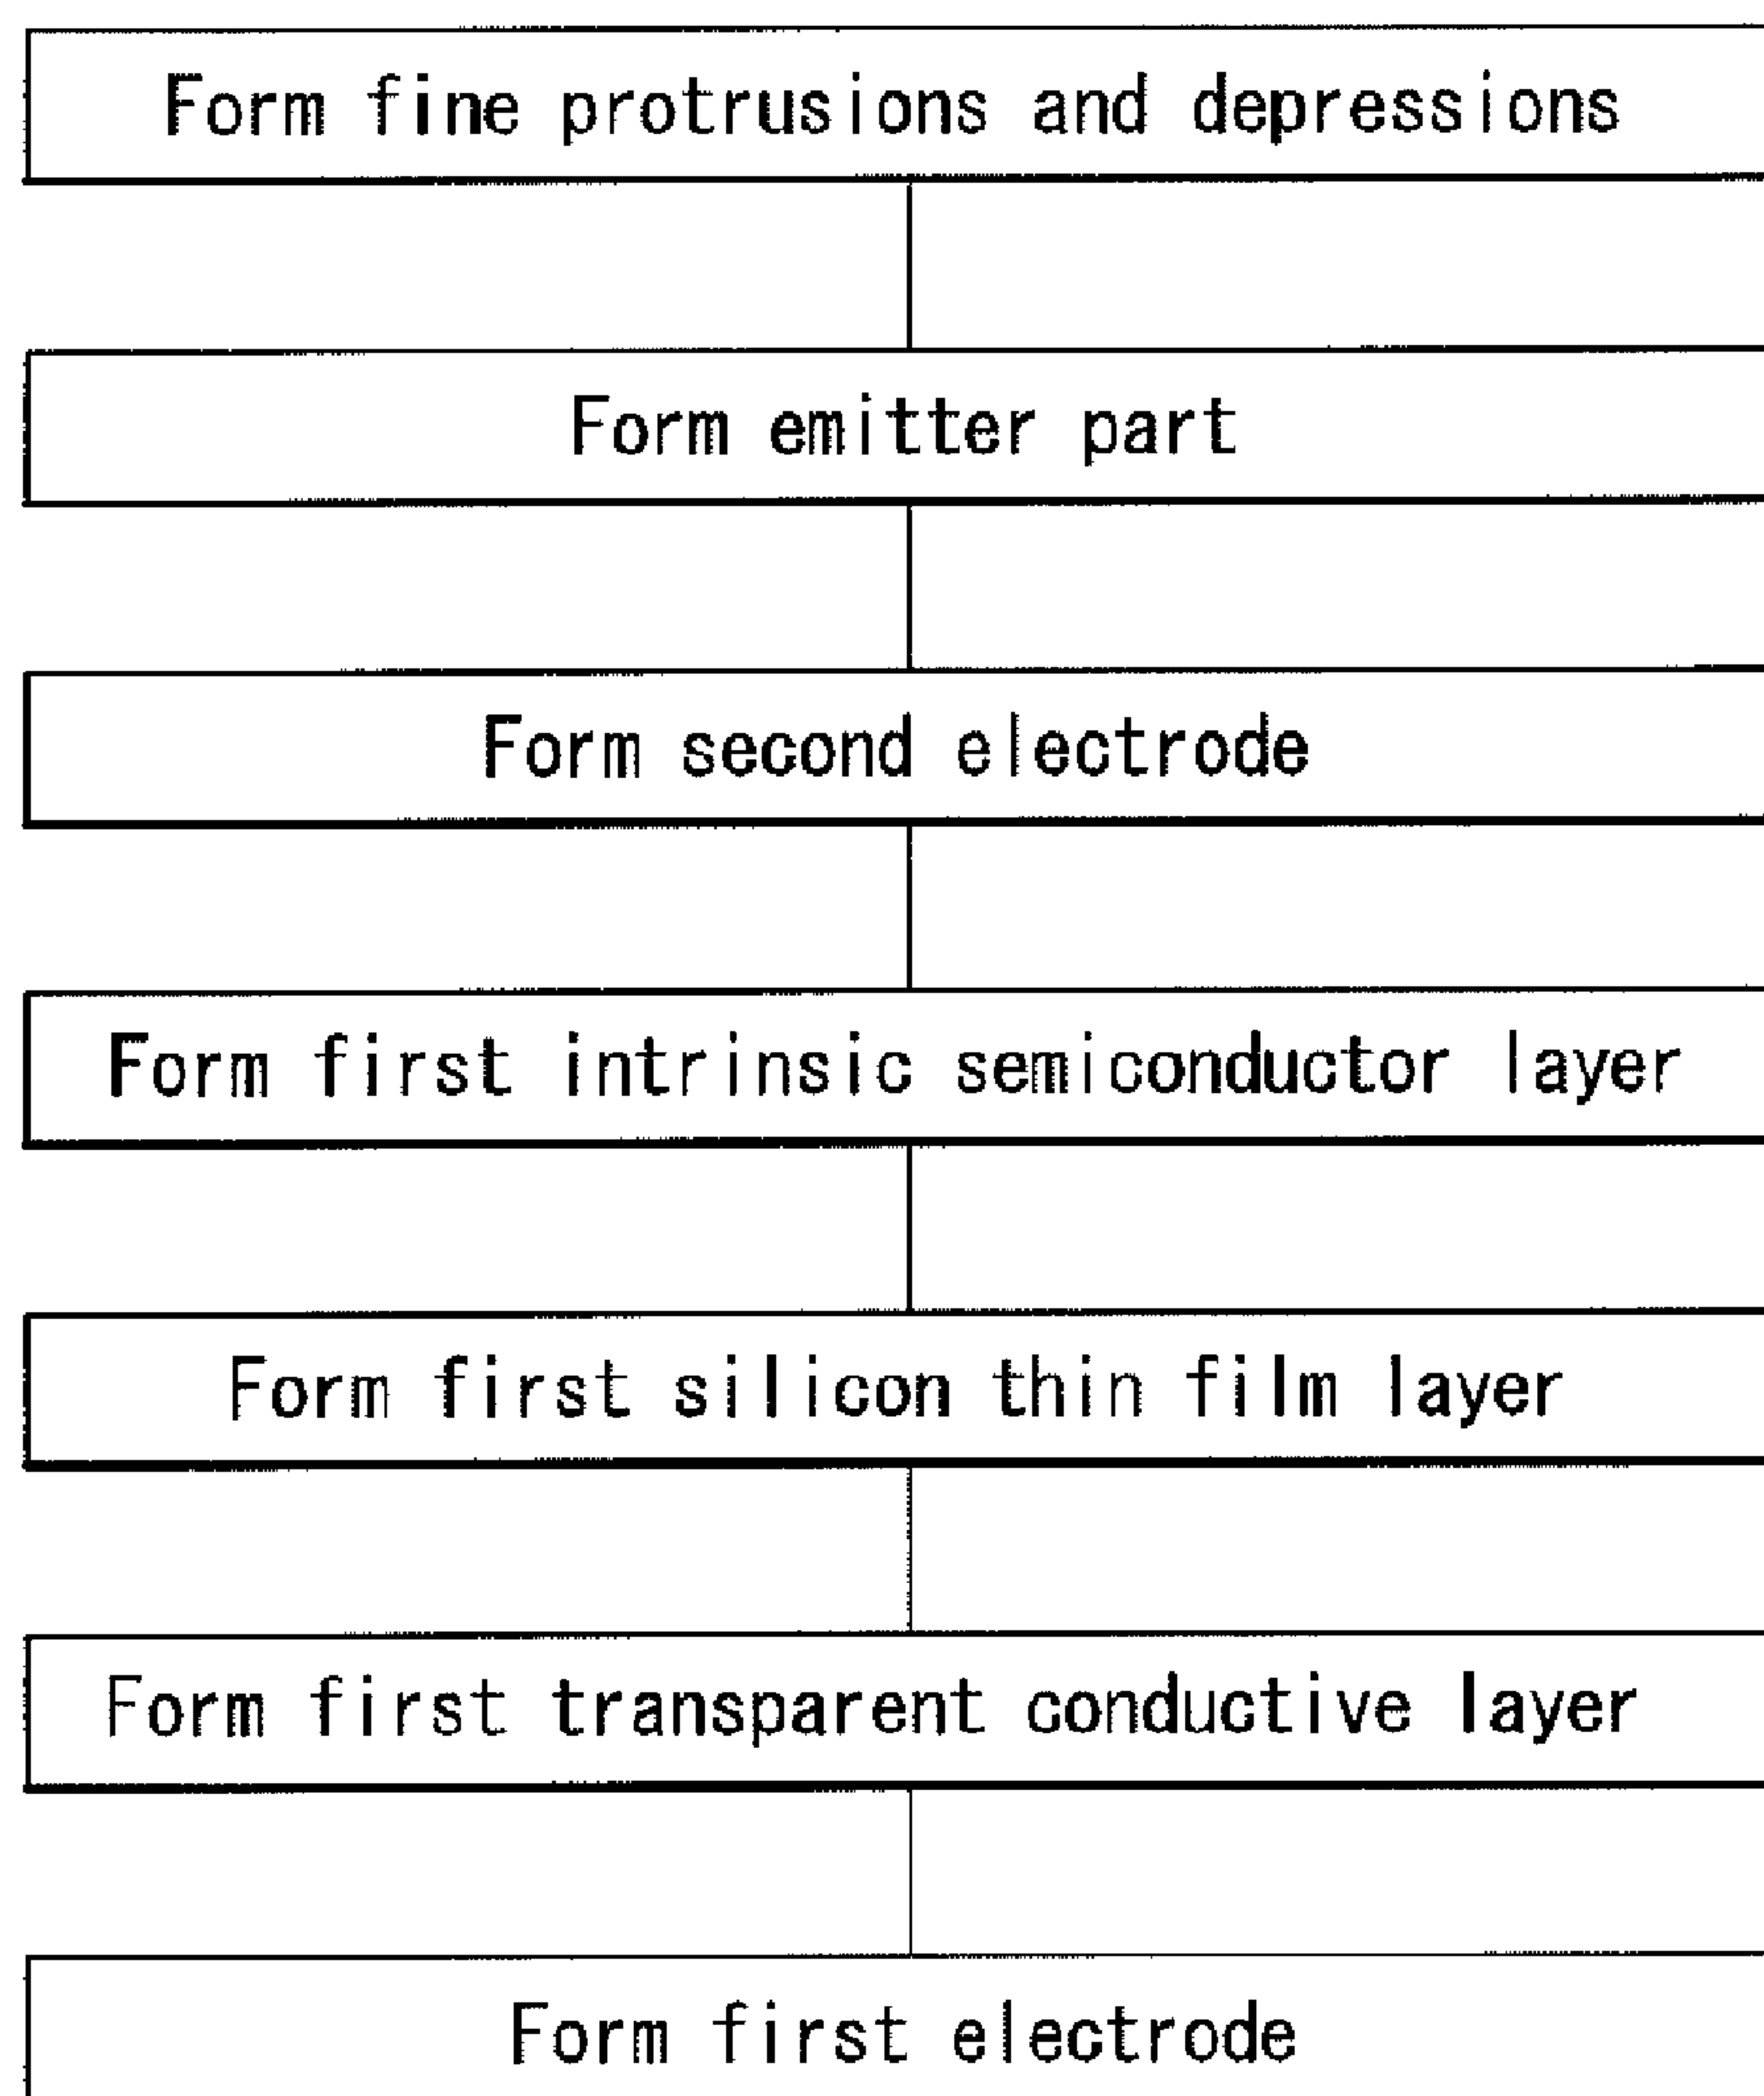 Form fine protrusions and depressions
Form emitter part
Form second electrode
Form first intrinsic semiconductor layer
Form first silicon thin film layer
Form first transparent conductive layer
Form first electrode